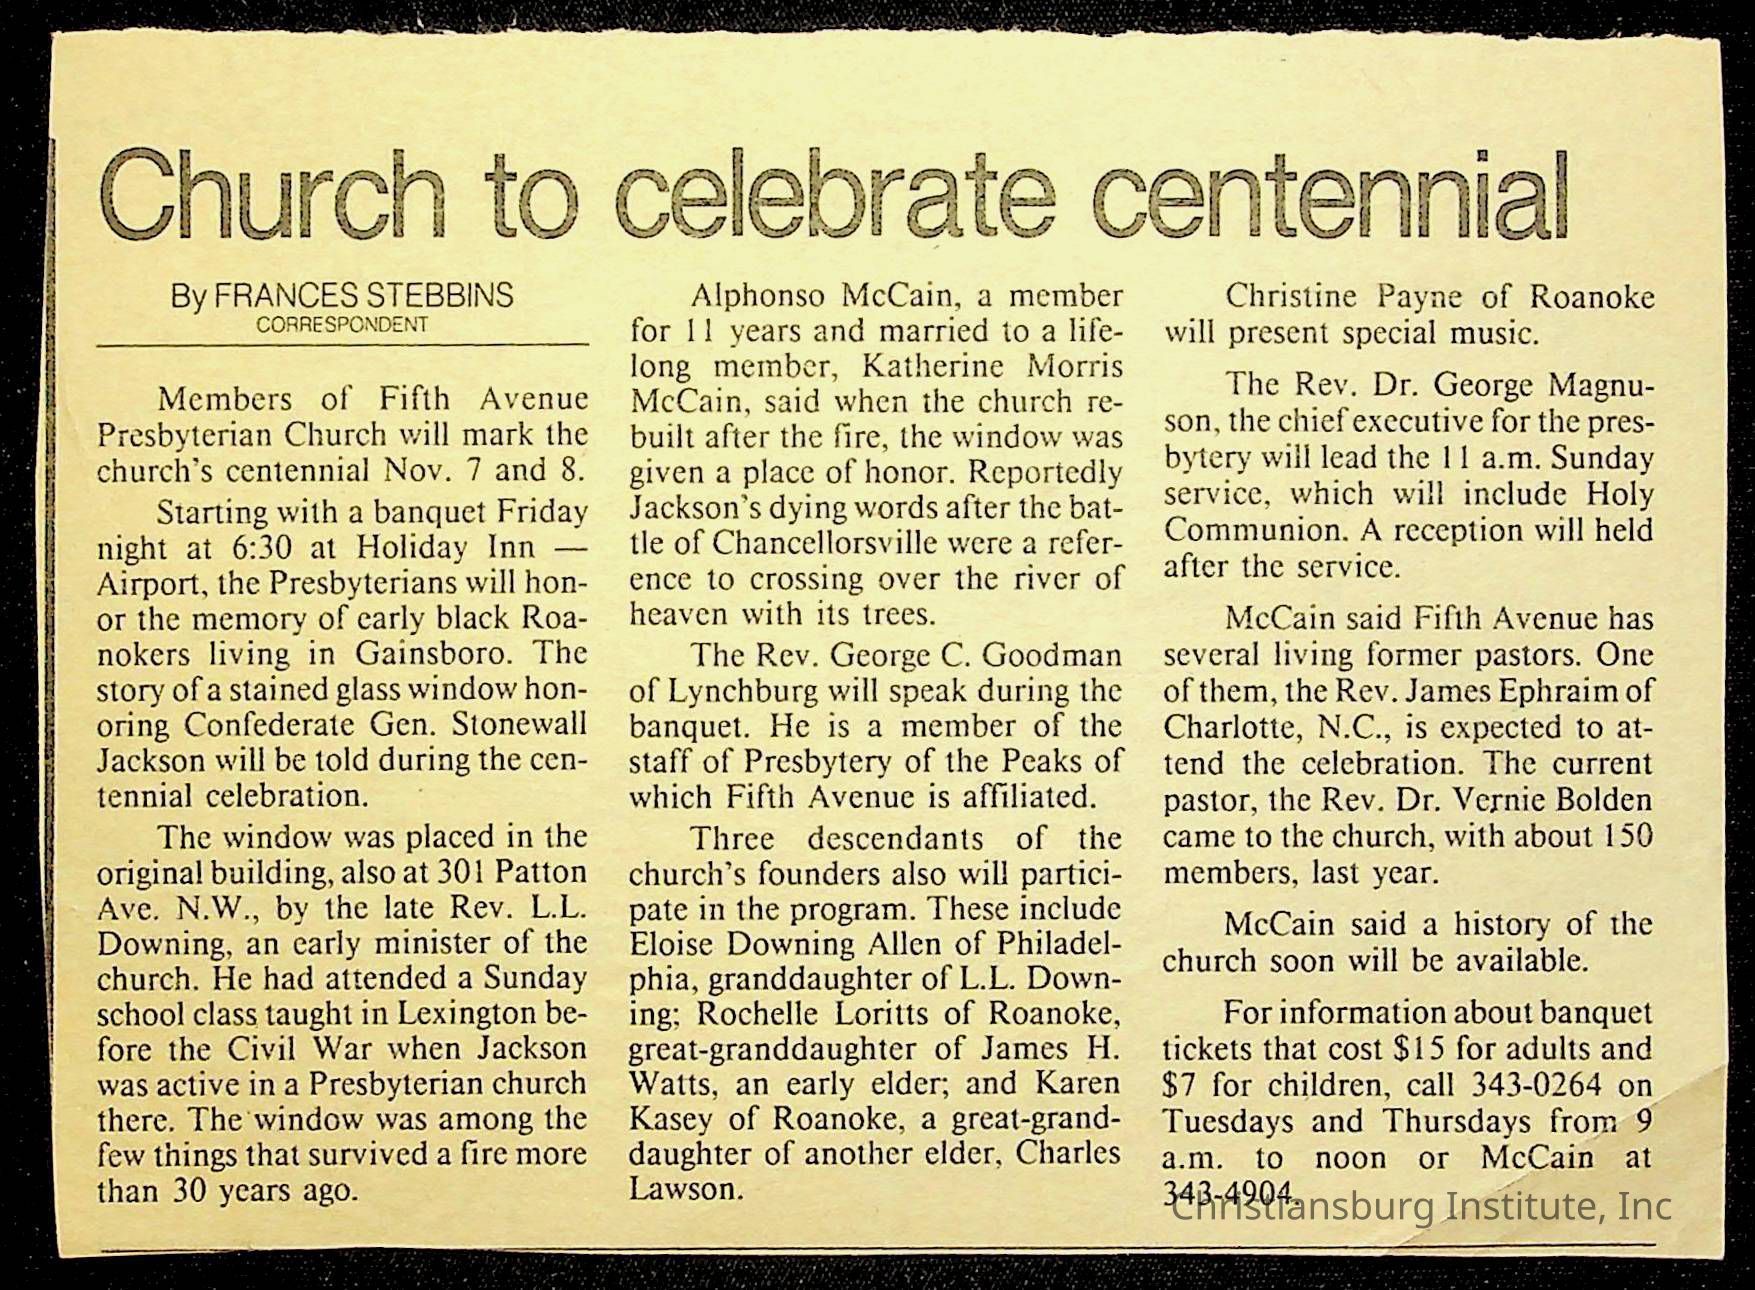 Church to celebrate centennial
By FRANCES STEBBINS
CORRESPONDENT
Members of Fifth Avenue
Presbyterian Church will mark the
church's centennial Nov. 7 and 8.
Starting with a banquet Friday
night at 6:30 at Holiday Inn —
Airport, the Presbyterians will hon-
or the memory of early black Roa-
nokers living in Gainsboro. The
story of a stained glass window hon-
oring Confederate Gen. Stonewall
Jackson will be told during the cen-
tennial celebration.
The window was placed in the
original building, also at 301 Patton
Ave. N.W., by the late Rev. L.L.
Downing, an early minister of the
church. He had attended a Sunday
school class taught in Lexington be-
fore the Civil War when Jackson
was active in a Presbyterian church
there. The window was among the
few things that survived a fire more
than 30 years ago.
Alphonso McCain, a member
for 11 years and married to a life-
long member, Katherine Morris
McCain, said when the church re-
built after the fire, the window was
given a place of honor. Reportedly
Jackson's dying words after the bat-
tle of Chancellorsville were a refer-
ence to crossing over the river of
heaven with its trees.
The Rev. George C. Goodman
of Lynchburg will speak during the
banquet. He is a member of the
staff of Presbytery of the Peaks of
which Fifth Avenue is affiliated.
Three descendants of the
church's founders also will partici-
pate in the program. These include
Eloise Downing Allen of Philadel-
phia, granddaughter of L.L. Down-
ing; Rochelle Loritts of Roanoke,
great-granddaughter of James H.
Watts, an early elder; and Karen
Kasey of Roanoke, a great-grand-
daughter of another elder, Charles
Lawson.
Christine Payne of Roanoke
will present special music.
The Rev. Dr. George Magnu-
son, the chief executive for the pres-
bytery will lead the 11 a.m. Sunday
service, which will include Holy
Communion. A reception will held
after the service.
McCain said Fifth Avenue has
several living former pastors. One
of them, the Rev. James Ephraim of
Charlotte, N.C., is expected to at-
tend the celebration. The current
pastor, the Rev. Dr. Vernie Bolden
came to the church, with about 150
members, last year.
McCain said a history of the
church soon will be available.
For information about banquet
tickets that cost $15 for adults and
$7 for children, call 343-0264 on
Tuesdays and Thursdays from 9
a.m. to noon or McCain at
343-4904.
Christiansburg Institute, Inc